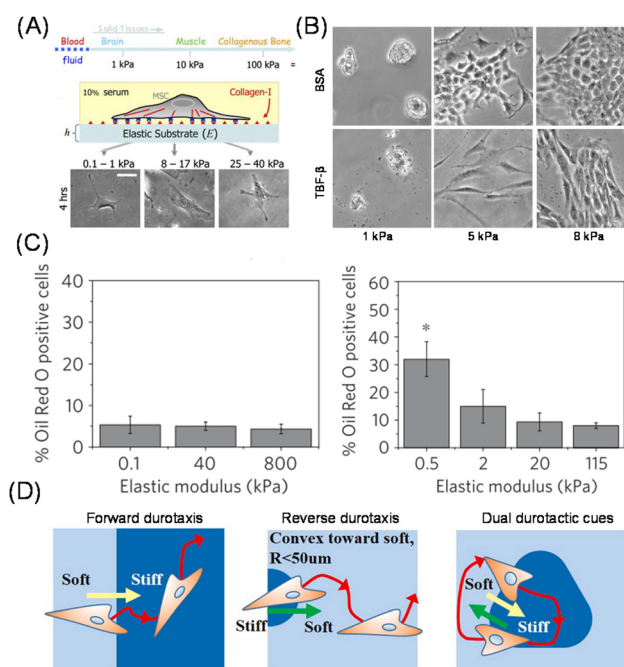 (A)
Solid Tissues
Blood Brain Muscle Collagenous Bone
fluid 1 kPa 10 kPa 100 kPa =
10% serum MSC Collagen-I
h Elastic Substrate (E)
0.1 – 1 kPa 8 – 17 kPa 25 – 40 kPa
4 hrs
(B)
BSA
TBF-β
1 kPa 5 kPa 8 kPa
(C)
% Oil Red O positive cells
40
30
20
10
0
0.1 40 800
Elastic modulus (kPa)
% Oil Red O positive cells
60
50
40
30
20
10
0
*
0.5 2 20 115
Elastic modulus (kPa)
(D)
Forward durotaxis
Soft Stiff
Reverse durotaxis
Convex toward soft,
R<50um
Stiff Soft
Dual durotactic cues
Soft
Stiff